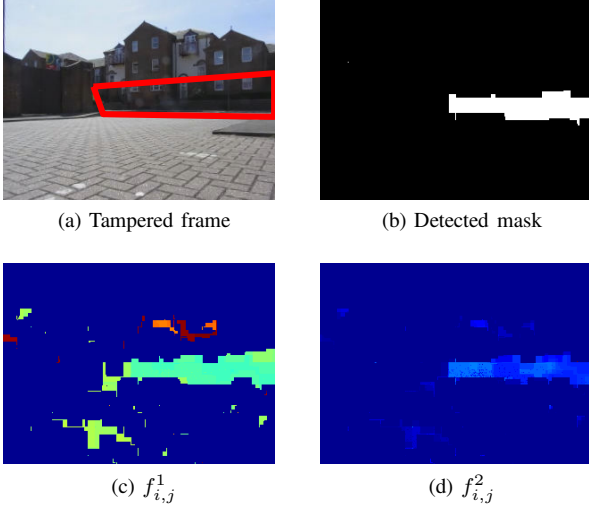 (a) Tampered frame
(b) Detected mask
(c) f^1_{i,j}
(d) f^2_{i,j}